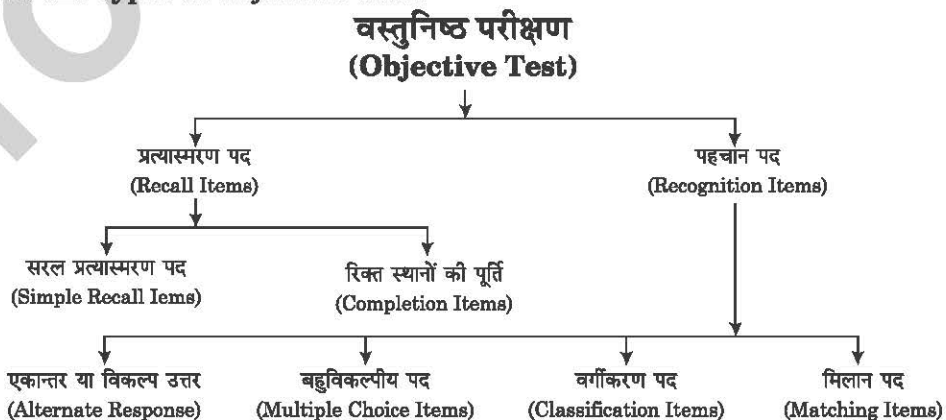 वस्तुनिष्ठ परीक्षण
(Objective Test)
प्रत्यास्मरण पद
(Recall Items)
पहचान पद
(Recognition Items)
सरल प्रत्यास्मरण पद
(Simple Recall Iems)
रिक्त स्थानों की पूर्ति
(Completion Items)
एकान्तर या विकल्प उत्तर
(Alternate Response)
बहुविकल्पीय पद
(Multiple Choice Items)
वर्गीकरण पद
(Classification Items)
मिलान पद
(Matching Items)